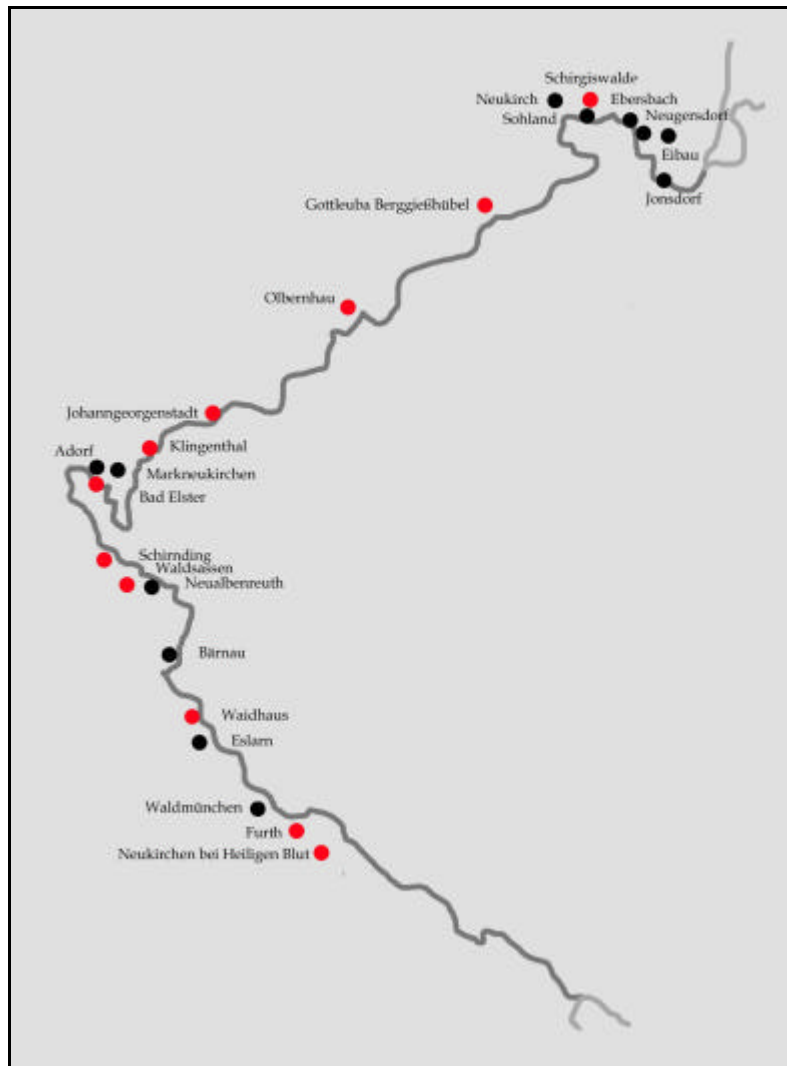 Schirgiswalde
Neukirch
Ebersbach
Sohland
Neugersdorf
Eibau
Jonsdorf
Gottleuba Berggießhübel
Olbernhau
Johanngeorgenstadt
Klingenthal
Adorf
Markneukirchen
Bad Elster
Schirnding
Waldsassen
Neualbenreuth
Bärnau
Waidhaus
Eslarn
Waldmünchen
Furth
Neukirchen bei Heiligen Blut